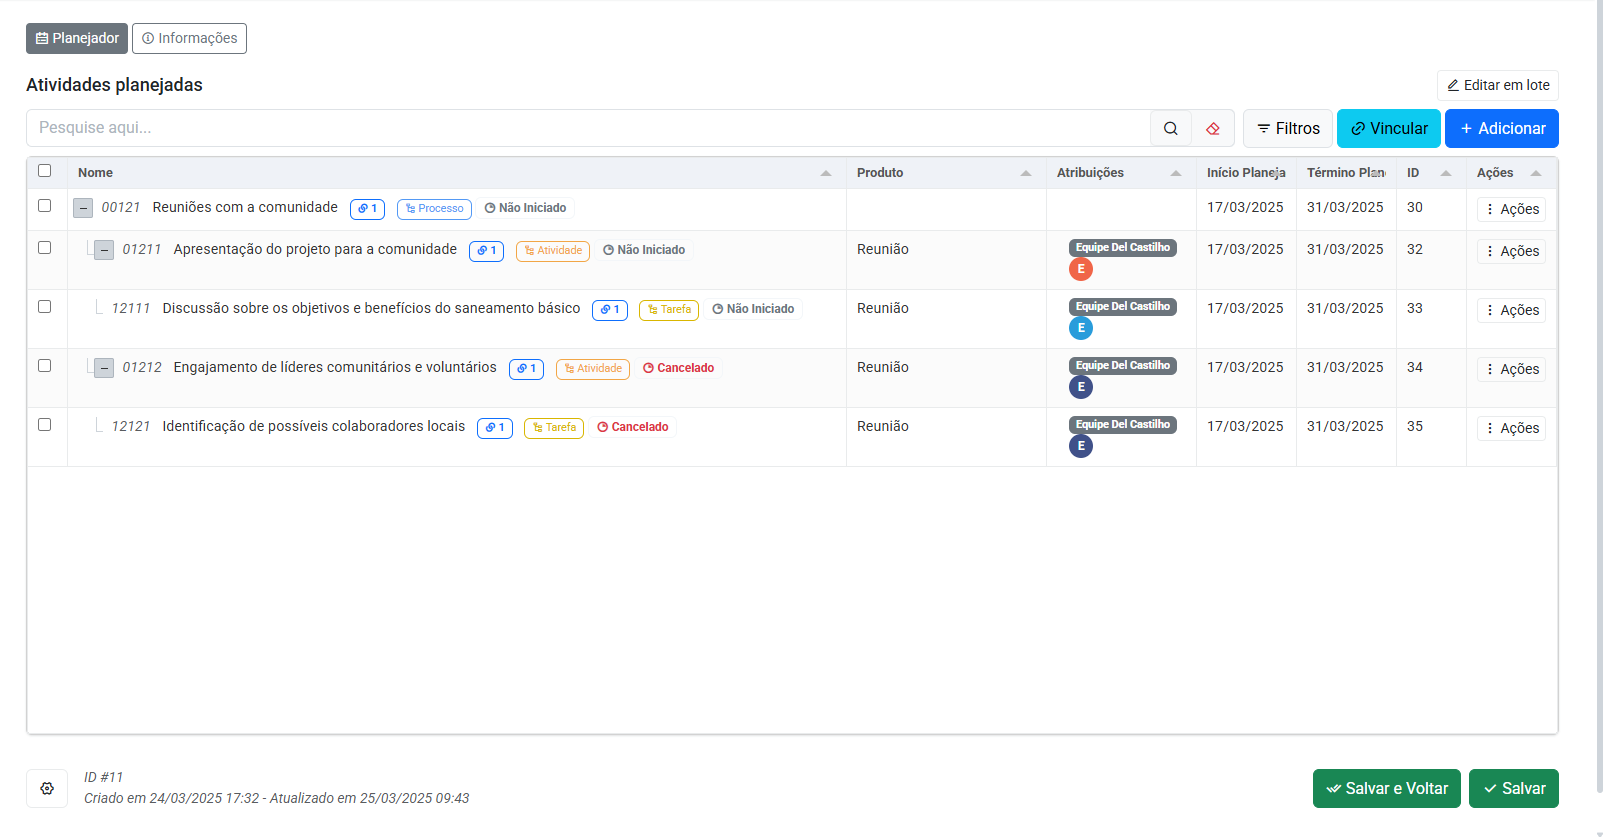 Planejador Informações
Atividades planejadas Editar em lote
Pesquise aqui... Filtros Vincular + Adicionar
Nome Produto Atribuições Início Planeja Término Plan ID Ações
00121 Reuniões com a comunidade 1 Processo Não Iniciado 17/03/2025 31/03/2025 30 Ações
01211 Apresentação do projeto para a comunidade 1 Atividade Não Iniciado Reunião Equipe Del Castilho 17/03/2025 31/03/2025 32 Ações
E
12111 Discussão sobre os objetivos e benefícios do saneamento básico 1 Tarefa Não Iniciado Reunião Equipe Del Castilho 17/03/2025 31/03/2025 33 Ações
E
01212 Engajamento de líderes comunitários e voluntários 1 Atividade Cancelado Reunião Equipe Del Castilho 17/03/2025 31/03/2025 34 Ações
E
12121 Identificação de possíveis colaboradores locais 1 Tarefa Cancelado Reunião Equipe Del Castilho 17/03/2025 31/03/2025 35 Ações
E
ID #11
Criado em 24/03/2025 17:32 - Atualizado em 25/03/2025 09:43
Salvar e Voltar Salvar